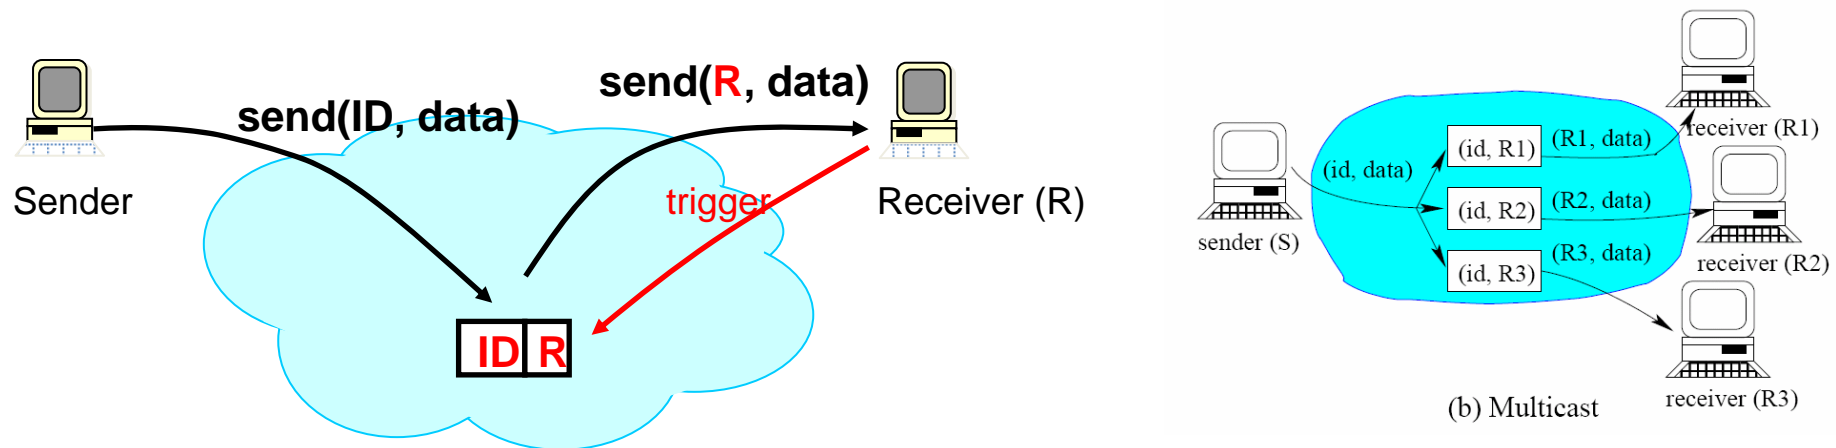 send(ID, data)
send(R, data)
Sender
trigger
Receiver (R)
ID R
sender (S)
(id, data)
(id, R1)
(R1, data)
receiver (R1)
(id, R2)
(R2, data)
receiver (R2)
(id, R3)
(R3, data)
receiver (R3)
(b) Multicast